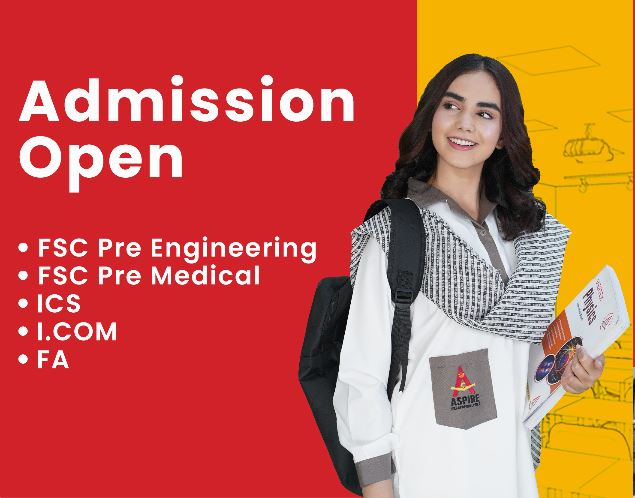 Admission
Open
• FSC Pre Engineering
• FSC Pre Medical
• ICS
• I.COM
• FA
ASPIRE
Physics